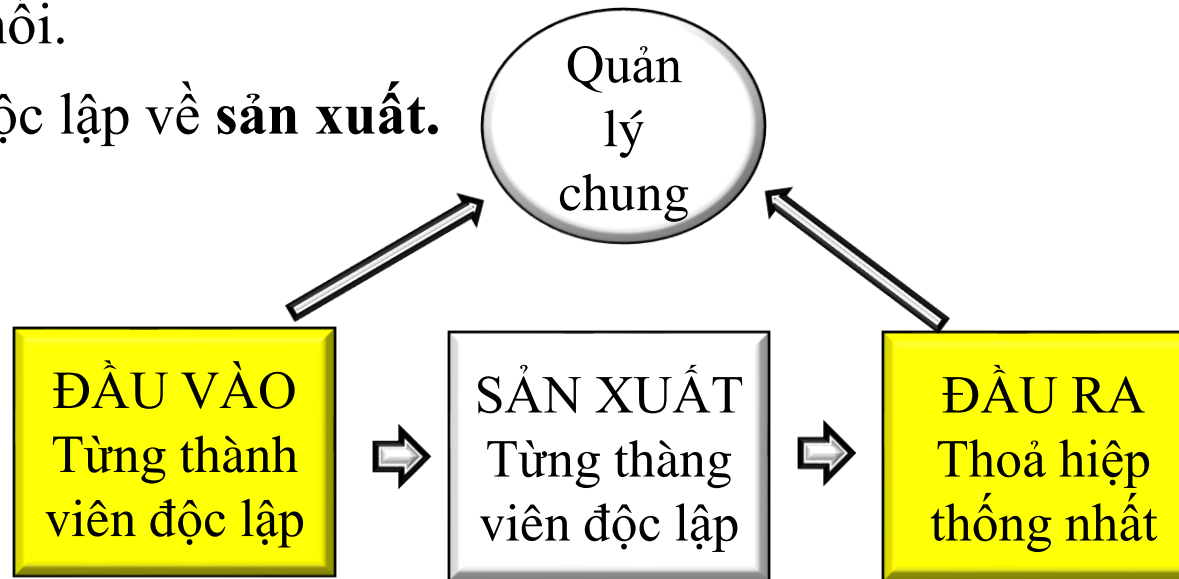 ôi.
ộc lập về sản xuất.
Quản
lý
chung
ĐẦU VÀO
Từng thành
viên độc lập
SẢN XUẤT
Từng thàng
viên độc lập
ĐẦU RA
Thoả hiệp
thống nhất